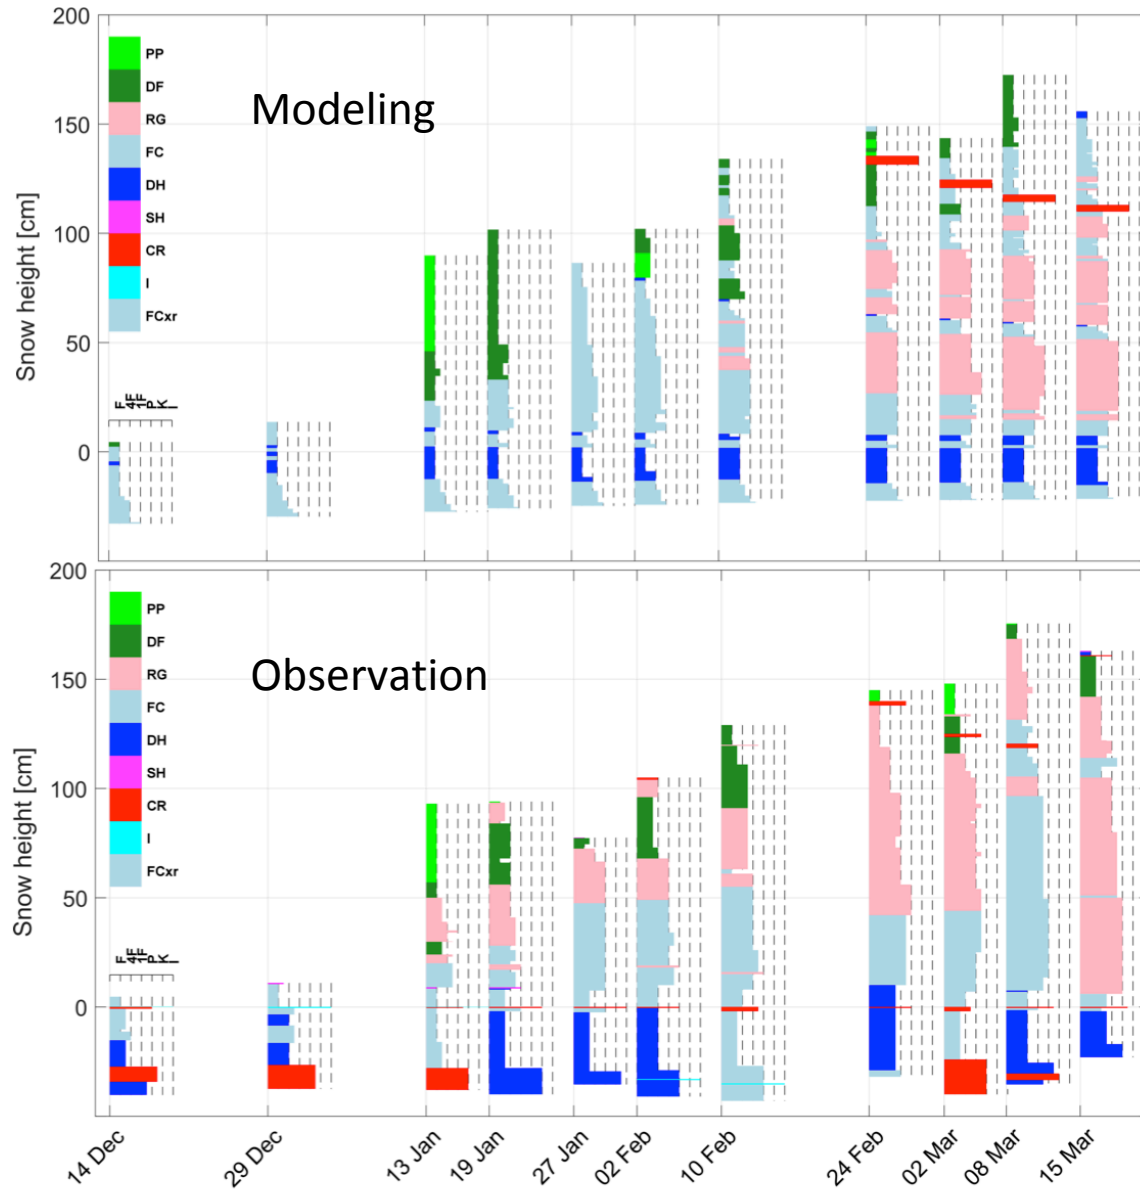 200
150
100
50
0
Snow height [cm]
PP
DF
RG
FC
DH
SH
CR
I
FCxr
Modeling
F
4F
1F
P
K
I
200
150
100
50
0
Snow height [cm]
PP
DF
RG
FC
DH
SH
CR
I
FCxr
Observation
F
4F
1F
P
K
I
14 Dec
29 Dec
13 Jan
19 Jan
27 Jan
02 Feb
10 Feb
24 Feb
02 Mar
08 Mar
15 Mar